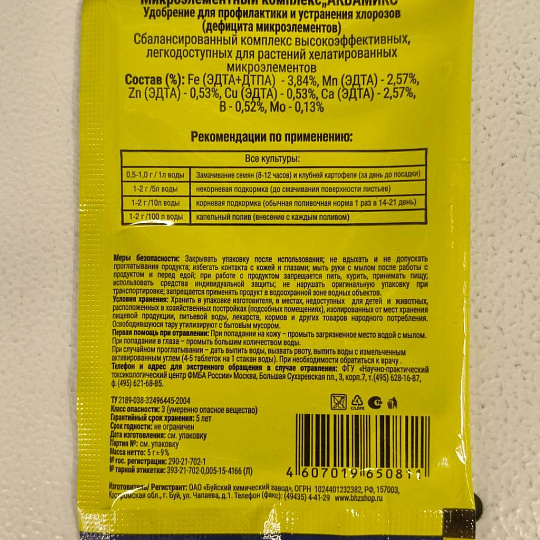 Микроэлементный комплекс „АКВАМИКС"
Удобрение для профилактики и устранения хлорозов
(дефицита микроэлементов)
Сбалансированный комплекс высокоэффективных,
легкодоступных для растений хелатированных
микроэлементов
Состав (%): Fe (ЭДТА+ДТПА) - 3,84%, Mn (ЭДТА) - 2,57%,
Zn (ЭДТА) - 0,53%, Cu (ЭДТА) - 0,53%, Ca (ЭДТА) - 2,57%,
B - 0,52%, Mo - 0,13%
Рекомендации по применению:
Все культуры:
0,5-1,0 г / 1л воды замачивание семян (8-12 часов) и клубней картофеля (за день до посадки)
1-2 г /5л воды некорневая подкормка (до смачивания поверхности листьев)
1-2 г /10л воды корневая подкормка (обычная поливочная норма 1 раз в 14-21 день)
1-2 г /100 л воды капельный полив (внесение с каждым поливом)
Меры безопасности: Закрывать упаковку после использования; не вдыхать и не допускать
проглатывания продукта; избегать контакта с кожей и глазами; мыть руки с мылом после работы с
продуктом и перед едой; при работе с продуктом запрещается пить, курить, принимать пищу;
использовать средства индивидуальной защиты; не нарушать оригинальную упаковку при
транспортировке; запрещается применять продукт в водоохранной зоне водных объектов.
Условия хранения: Хранить в упаковке изготовителя, в местах, недоступных для детей и животных,
расположенных в хозяйственных постройках (подсобных помещениях), изолированных от мест хранения
пищевой продукции, питьевой воды, лекарств, кормов и других товаров народного потребления.
Освободившуюся тару утилизируют с бытовым мусором.
Первая помощь при отравлении: При попадании на кожу – промыть загрязненное место водой с мылом.
При попадании в глаза – промыть большим количеством воды.
При случайном проглатывании – дать выпить воды, вызвать рвоту, выпить воды с измельченным
активированным углем (4-5 таблеток на 1 стакан воды). При необходимости обратиться к врачу .
Телефон и адрес для экстренного обращения в случае отравления: ФГУ «Научно-практический
токсикологический центр ФМБА России» Москва, Большая Сухаревская пл., 3, корп.7, т.(495) 628-16-87,
ф. (495) 621-68-85.
ТУ 2189-038-32496445-2004
Класс опасности: 3 (умеренно опасное вещество)
Гарантийный срок хранения: 5 лет
Срок годности: не ограничен
Дата изготовления: см. упаковку
Партия №: см. упаковку
Масса нетто: 5 г ± 9%
№ гос. регистрации: 290-21-702-1
№ тарной этикетки: 393-21-702-0,005-15-4166 (Л)
4 607019 65081
Изготовитель/ Регистрант: ОАО «Буйский химический завод», ОГРН 1024401232382, РФ, 157003,
Костромская обл., г. Буй, ул. Чапаева, д.1. Телефон (факс): (49435) 4-41-29 www.bhzshop.ru